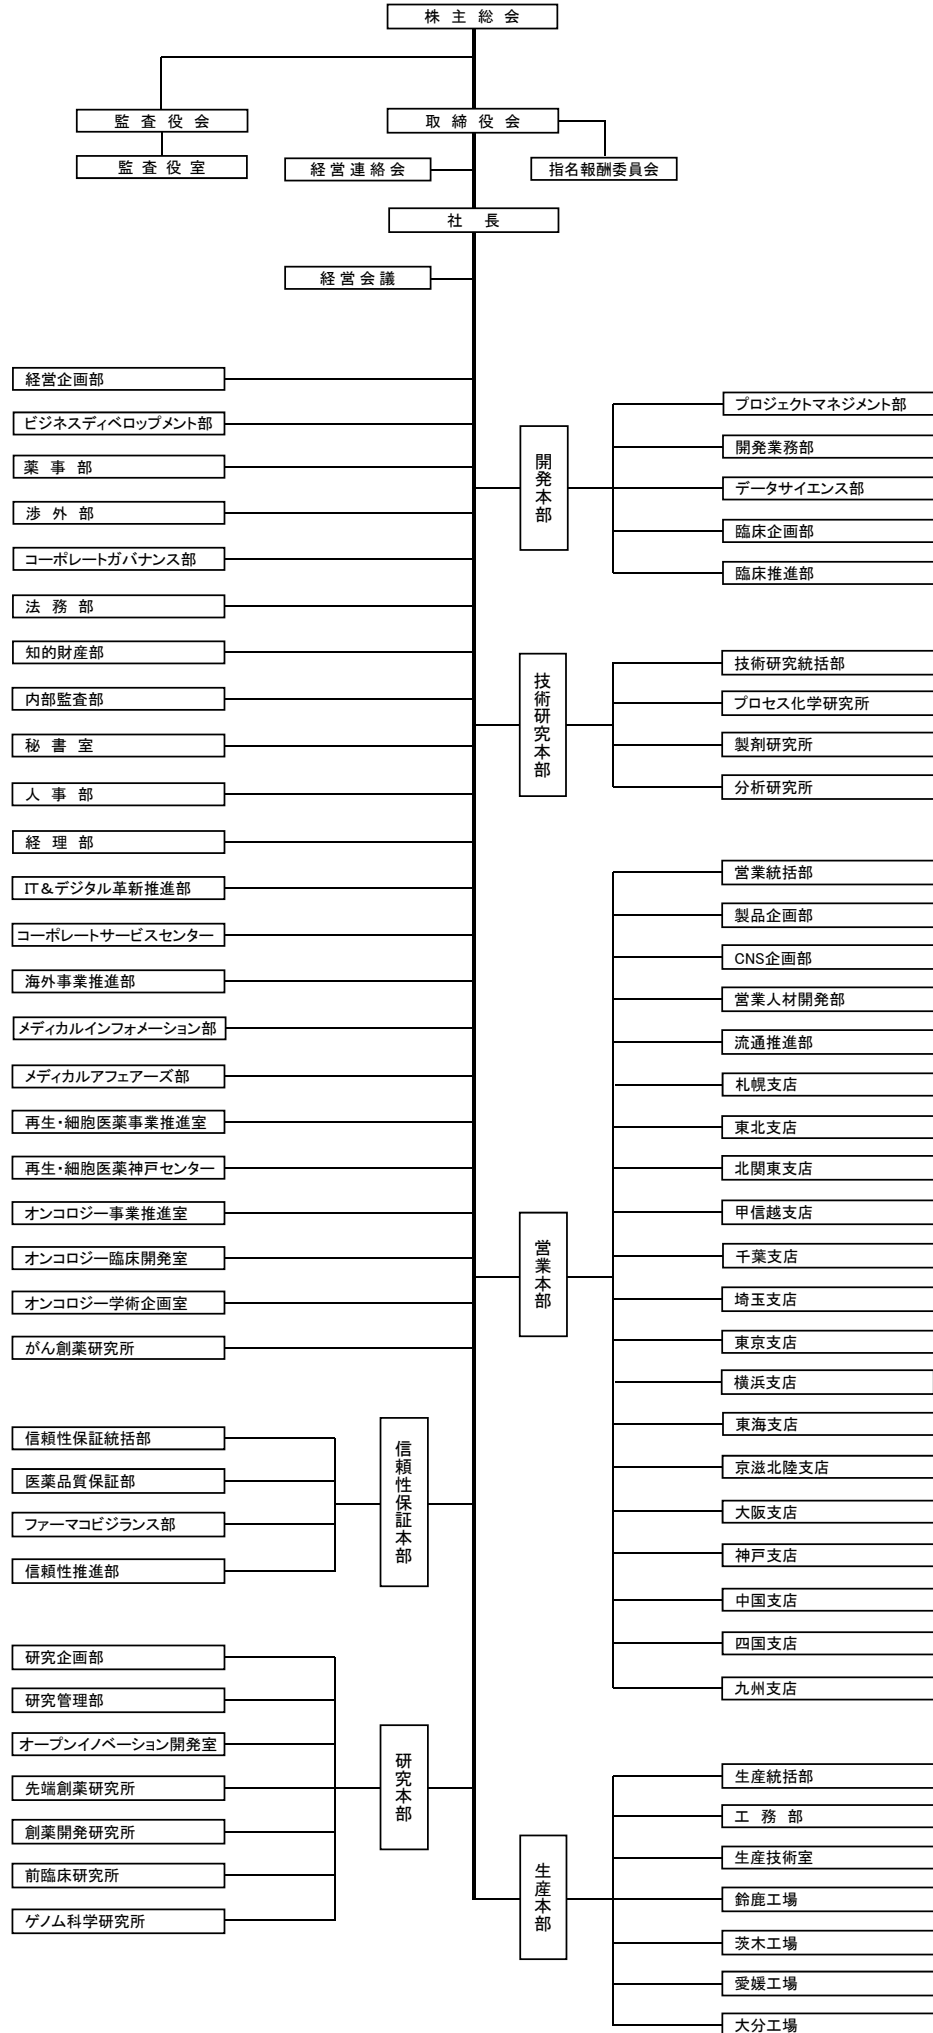 株 主 総 会
監 査 役 会
取 締 役 会
監 査 役 室
経 営 連 絡 会
指名報酬委員会
社 長
経 営 会 議
経営企画部
ビジネスディベロップメント部
薬 事 部
渉 外 部
コーポレートガバナンス部
法 務 部
知的財産部
内部監査部
秘 書 室
人 事 部
経 理 部
IT&デジタル革新推進部
コーポレートサービスセンター
海外事業推進部
メディカルインフォメーション部
メディカルアフェアーズ部
再生・細胞医薬事業推進室
再生・細胞医薬神戸センター
オンコロジー事業推進室
オンコロジー臨床開発室
オンコロジー学術企画室
がん創薬研究所
信頼性保証本部
信頼性保証統括部
医薬品質保証部
ファーマコビジランス部
信頼性推進部
研究本部
研究企画部
研究管理部
オープンイノベーション開発室
先端創薬研究所
創薬開発研究所
前臨床研究所
ゲノム科学研究所
開発本部
プロジェクトマネジメント部
開発業務部
データサイエンス部
臨床企画部
臨床推進部
技術研究本部
技術研究統括部
プロセス化学研究所
製剤研究所
分析研究所
営業本部
営業統括部
製品企画部
CNS企画部
営業人材開発部
流通推進部
札幌支店
東北支店
北関東支店
甲信越支店
千葉支店
埼玉支店
東京支店
横浜支店
東海支店
京滋北陸支店
大阪支店
神戸支店
中国支店
四国支店
九州支店
生産本部
生産統括部
工 務 部
生産技術室
鈴鹿工場
茨木工場
愛媛工場
大分工場